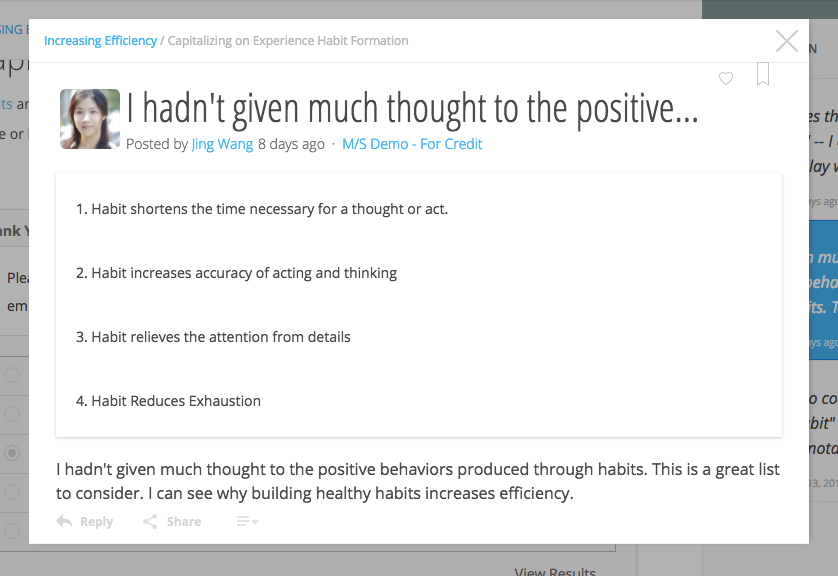 Increasing Efficiency / Capitalizing on Experience Habit Formation
I hadn't given much thought to the positive...
Posted by Jing Wang 8 days ago · M/S Demo - For Credit
1. Habit shortens the time necessary for a thought or act.
2. Habit increases accuracy of acting and thinking
3. Habit relieves the attention from details
4. Habit Reduces Exhaustion
I hadn't given much thought to the positive behaviors produced through habits. This is a great list
to consider. I can see why building healthy habits increases efficiency.
Reply Share
View Results